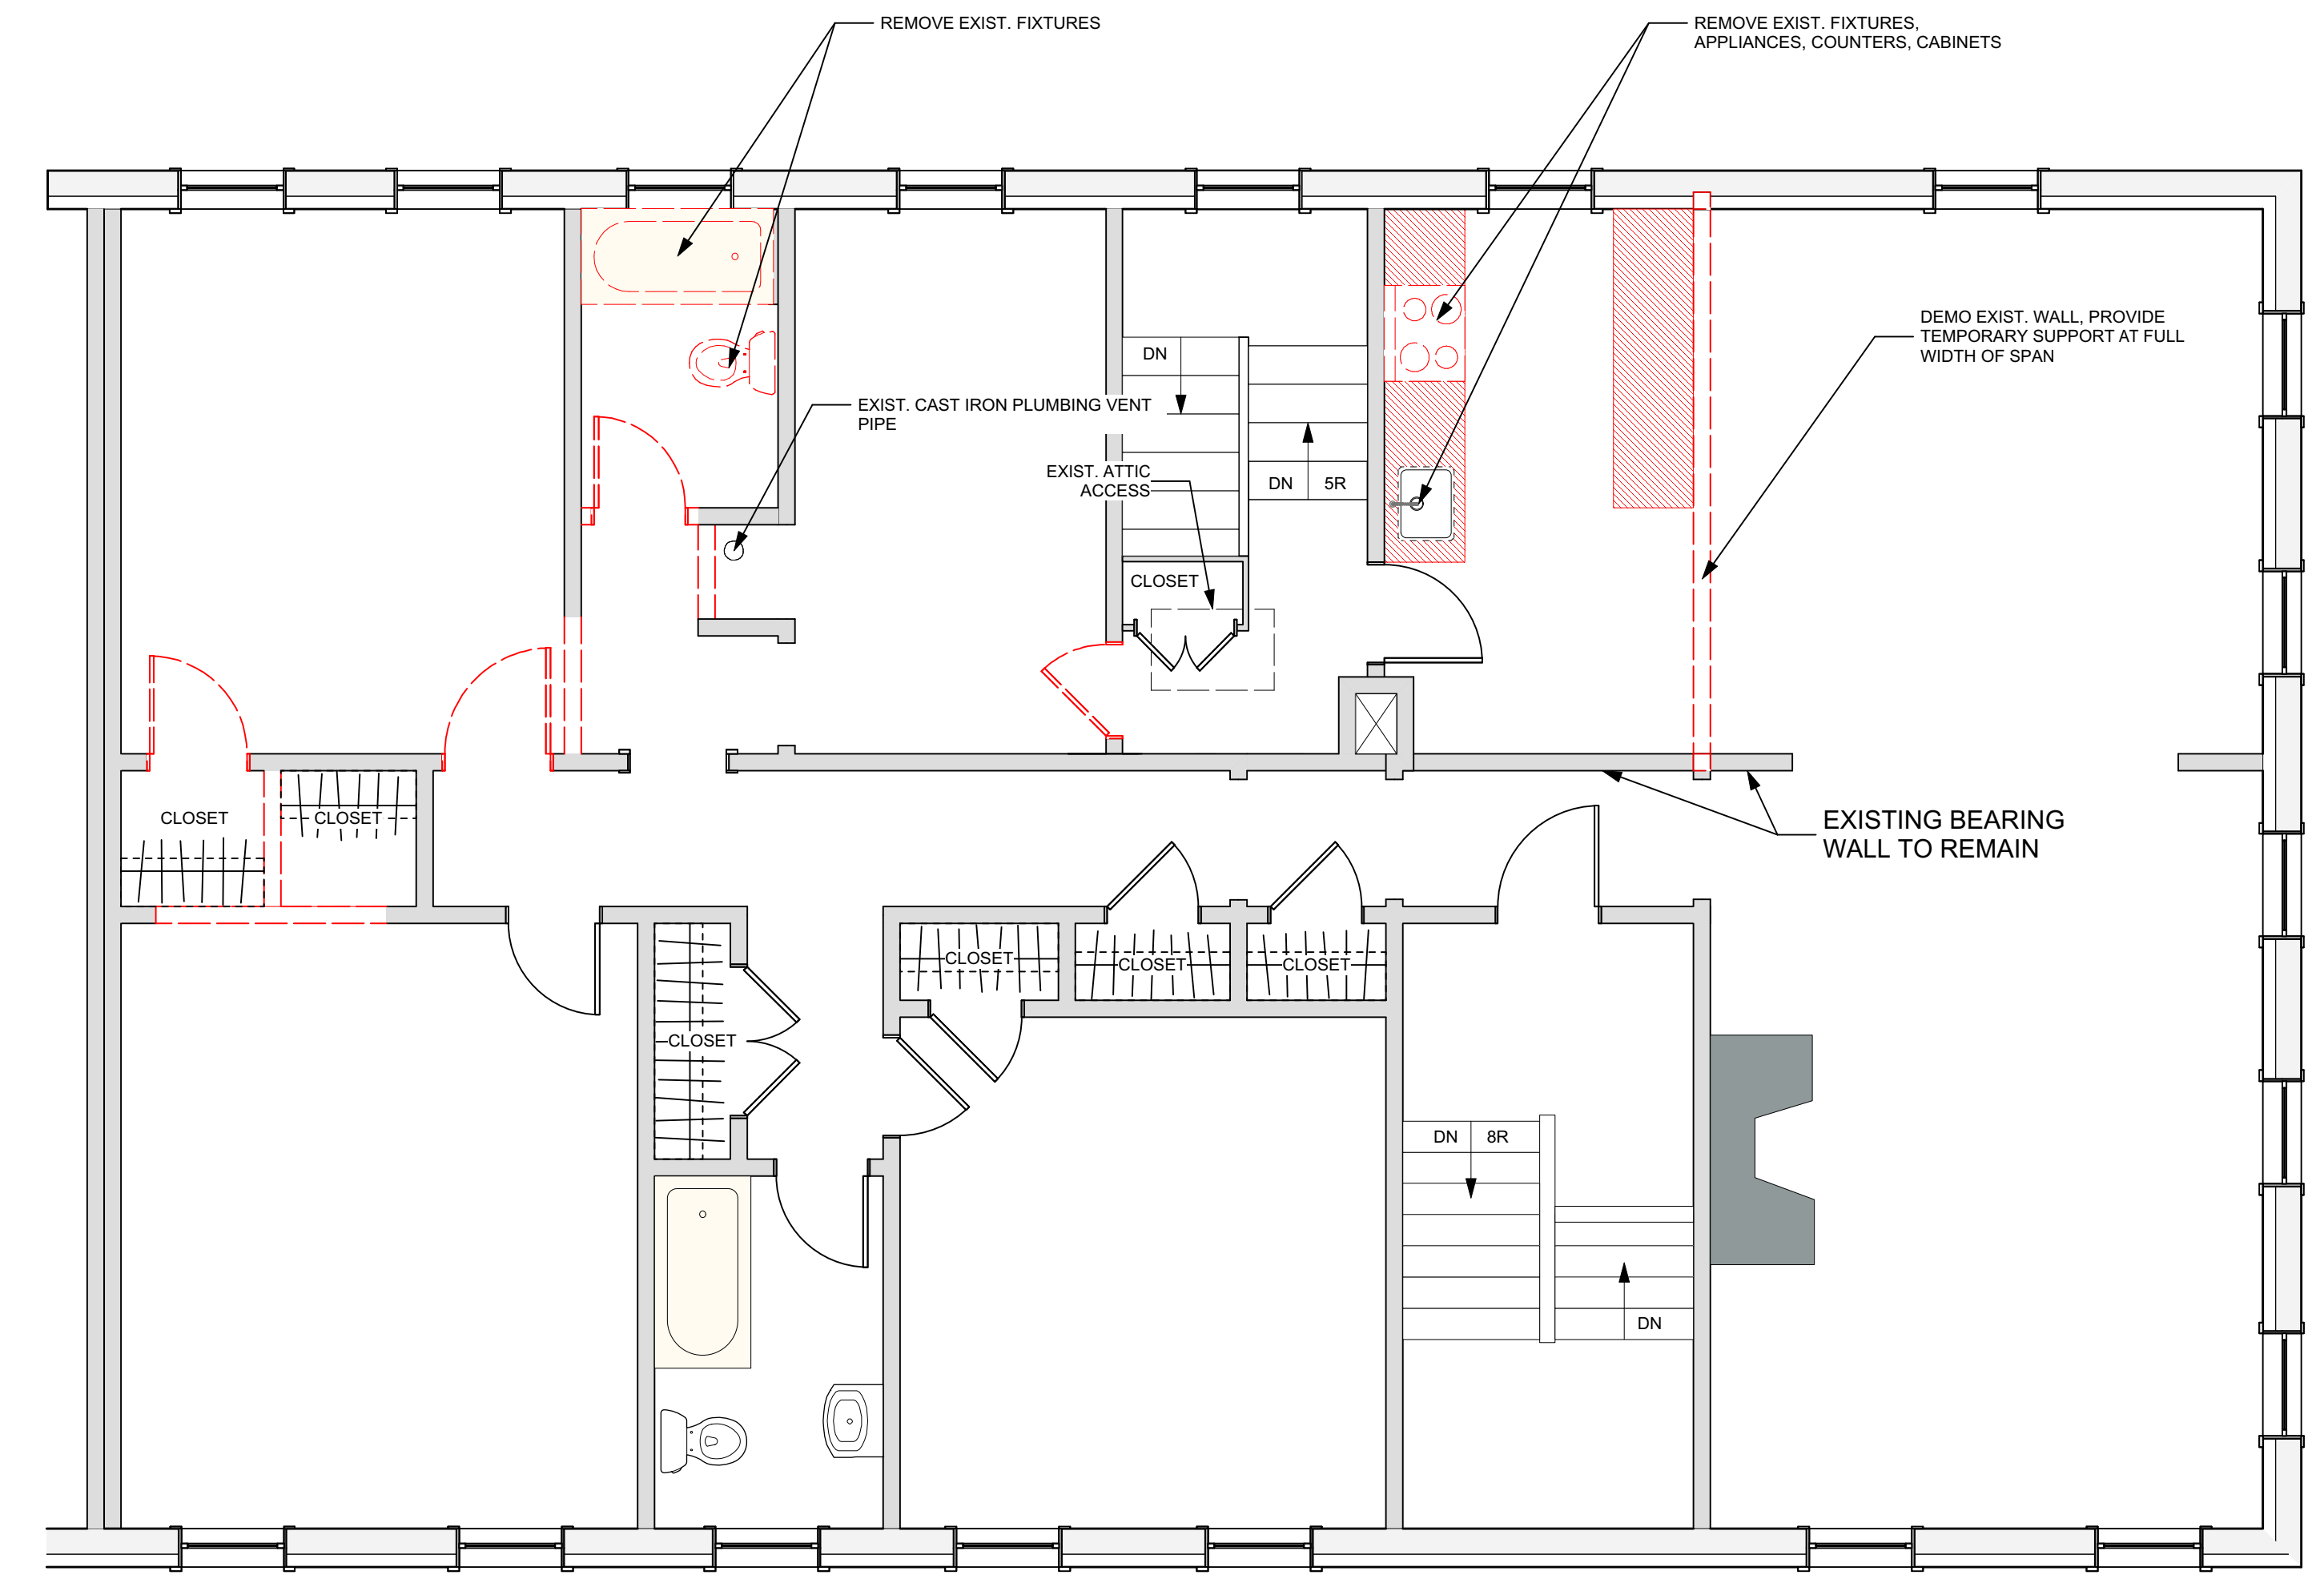 REMOVE EXIST. FIXTURES
REMOVE EXIST. FIXTURES,
APPLIANCES, COUNTERS, CABINETS
DEMO EXIST. WALL, PROVIDE
TEMPORARY SUPPORT AT FULL
WIDTH OF SPAN
DN
EXIST. CAST IRON PLUMBING VENT
PIPE
EXIST. ATTIC
ACCESS
DN
5R
CLOSET
CLOSET
CLOSET
EXISTING BEARING
WALL TO REMAIN
CLOSET
CLOSET
CLOSET
CLOSET
DN
8R
DN